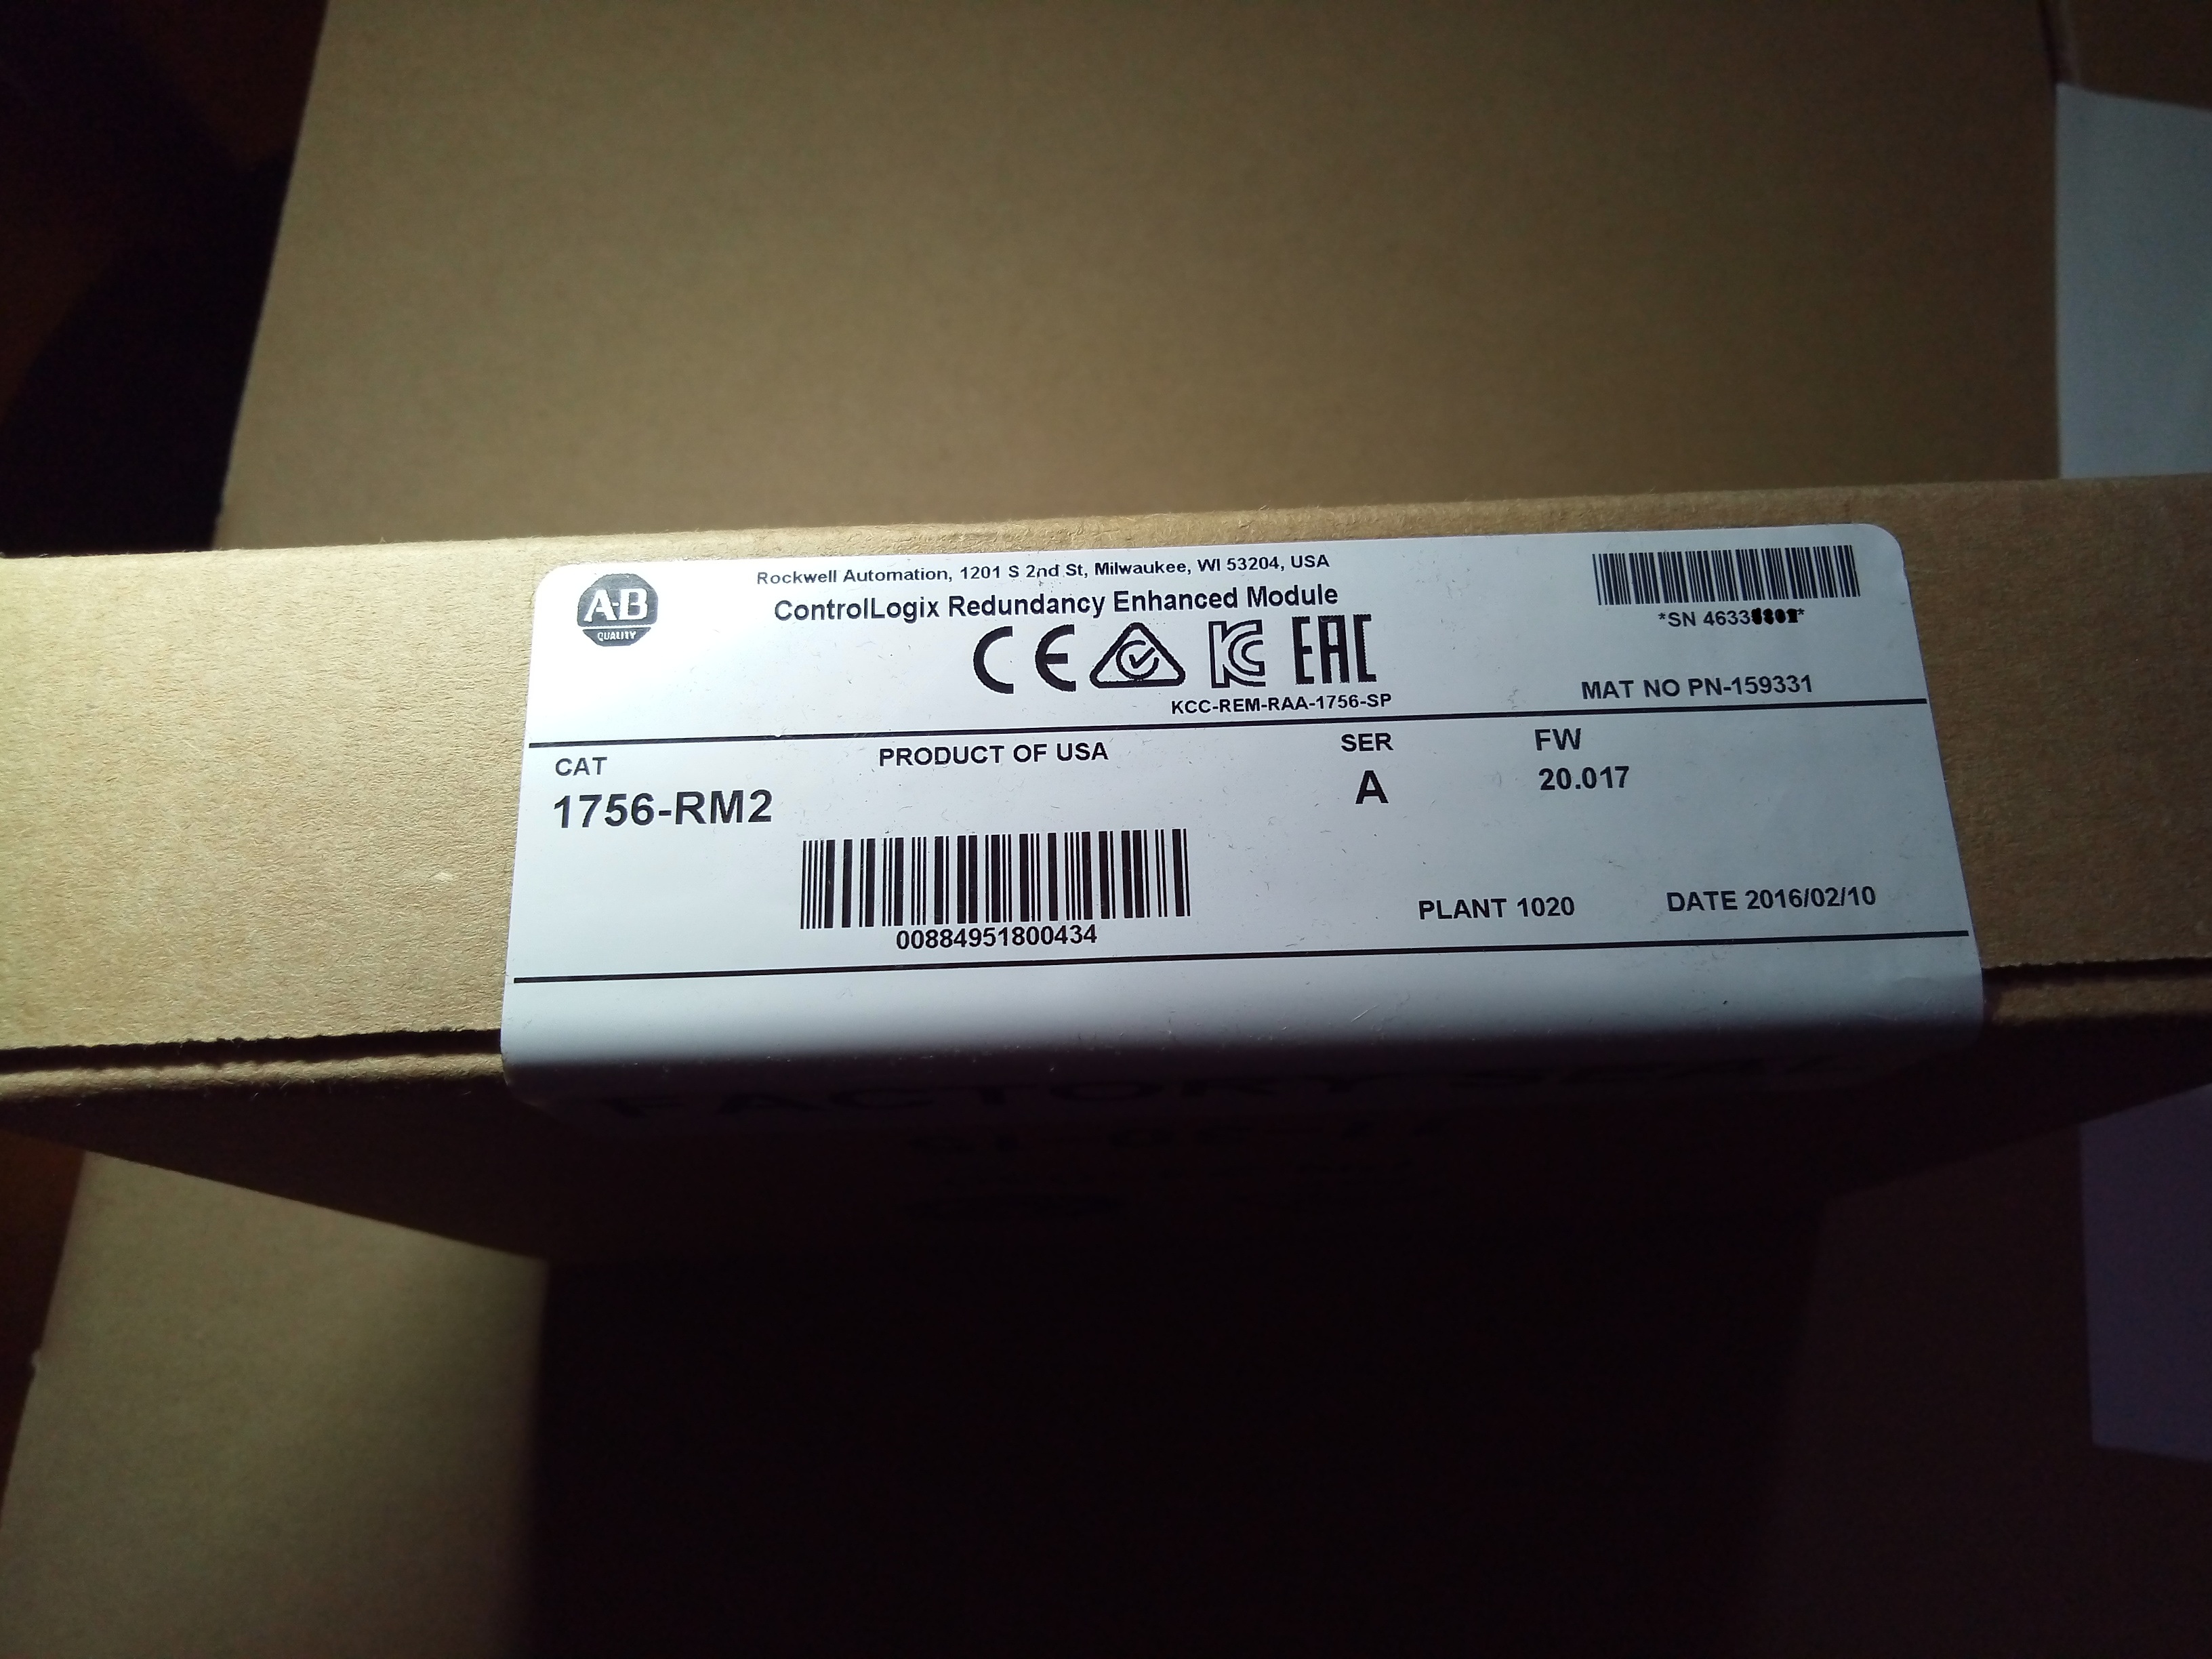 A-B
QUALITY
Rockwell Automation, 1201 S 2nd St, Milwaukee, WI 53204, USA
ControlLogix Redundancy Enhanced Module
CE KC EAC
KCC-REM-RAA-1756-SP
MAT NO PN-159331
CAT
1756-RM2
PRODUCT OF USA
SER
A
FW
20.017
00884951800434
PLANT 1020
DATE 2016/02/10
FACTORY